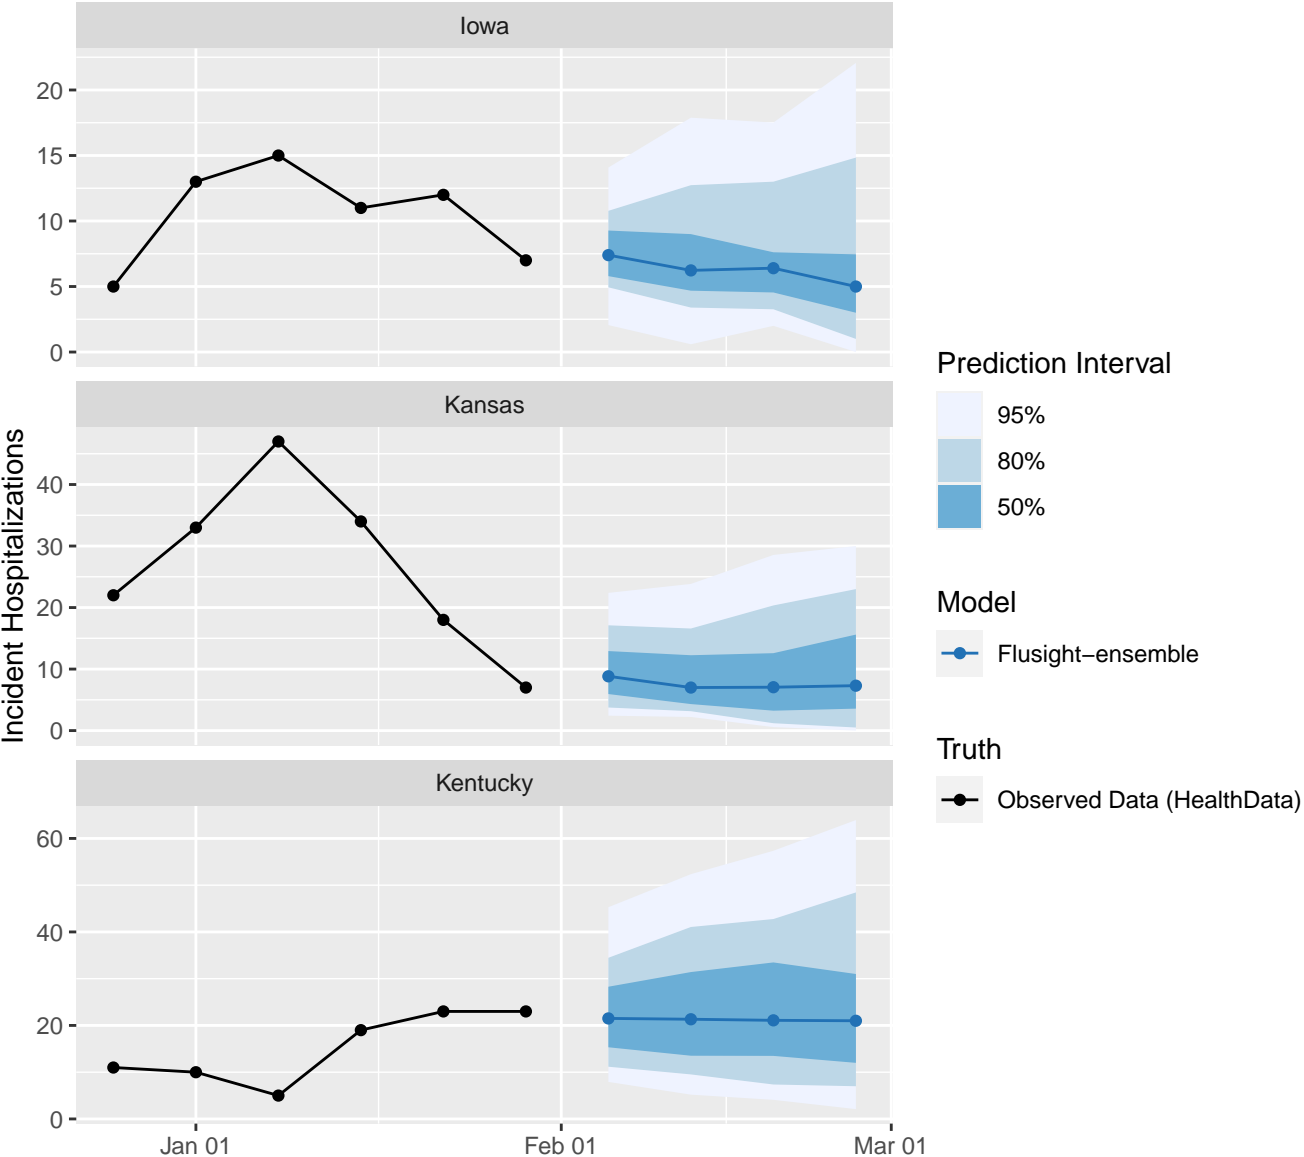 Iowa
20
15
10
5
0
Kansas
40
30
20
10
0
Kentucky
60
40
20
0
Jan 01
Feb 01
Mar 01
Incident Hospitalizations
Prediction Interval
95%
80%
50%
Model
Flusight−ensemble
Truth
Observed Data (HealthData)